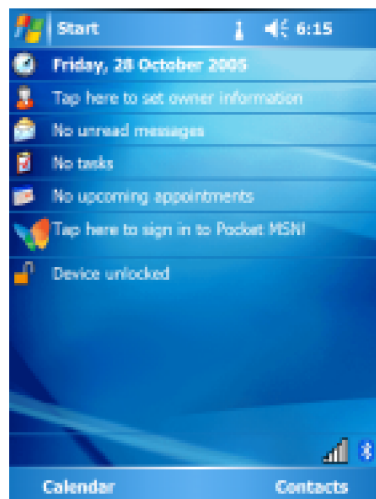 Start 6:15
Friday, 28 October 2005
Tap here to set owner information
No unread messages
No tasks
No upcoming appointments
Tap here to sign in to Pocket MSN!
Device unlocked
Calendar Contacts